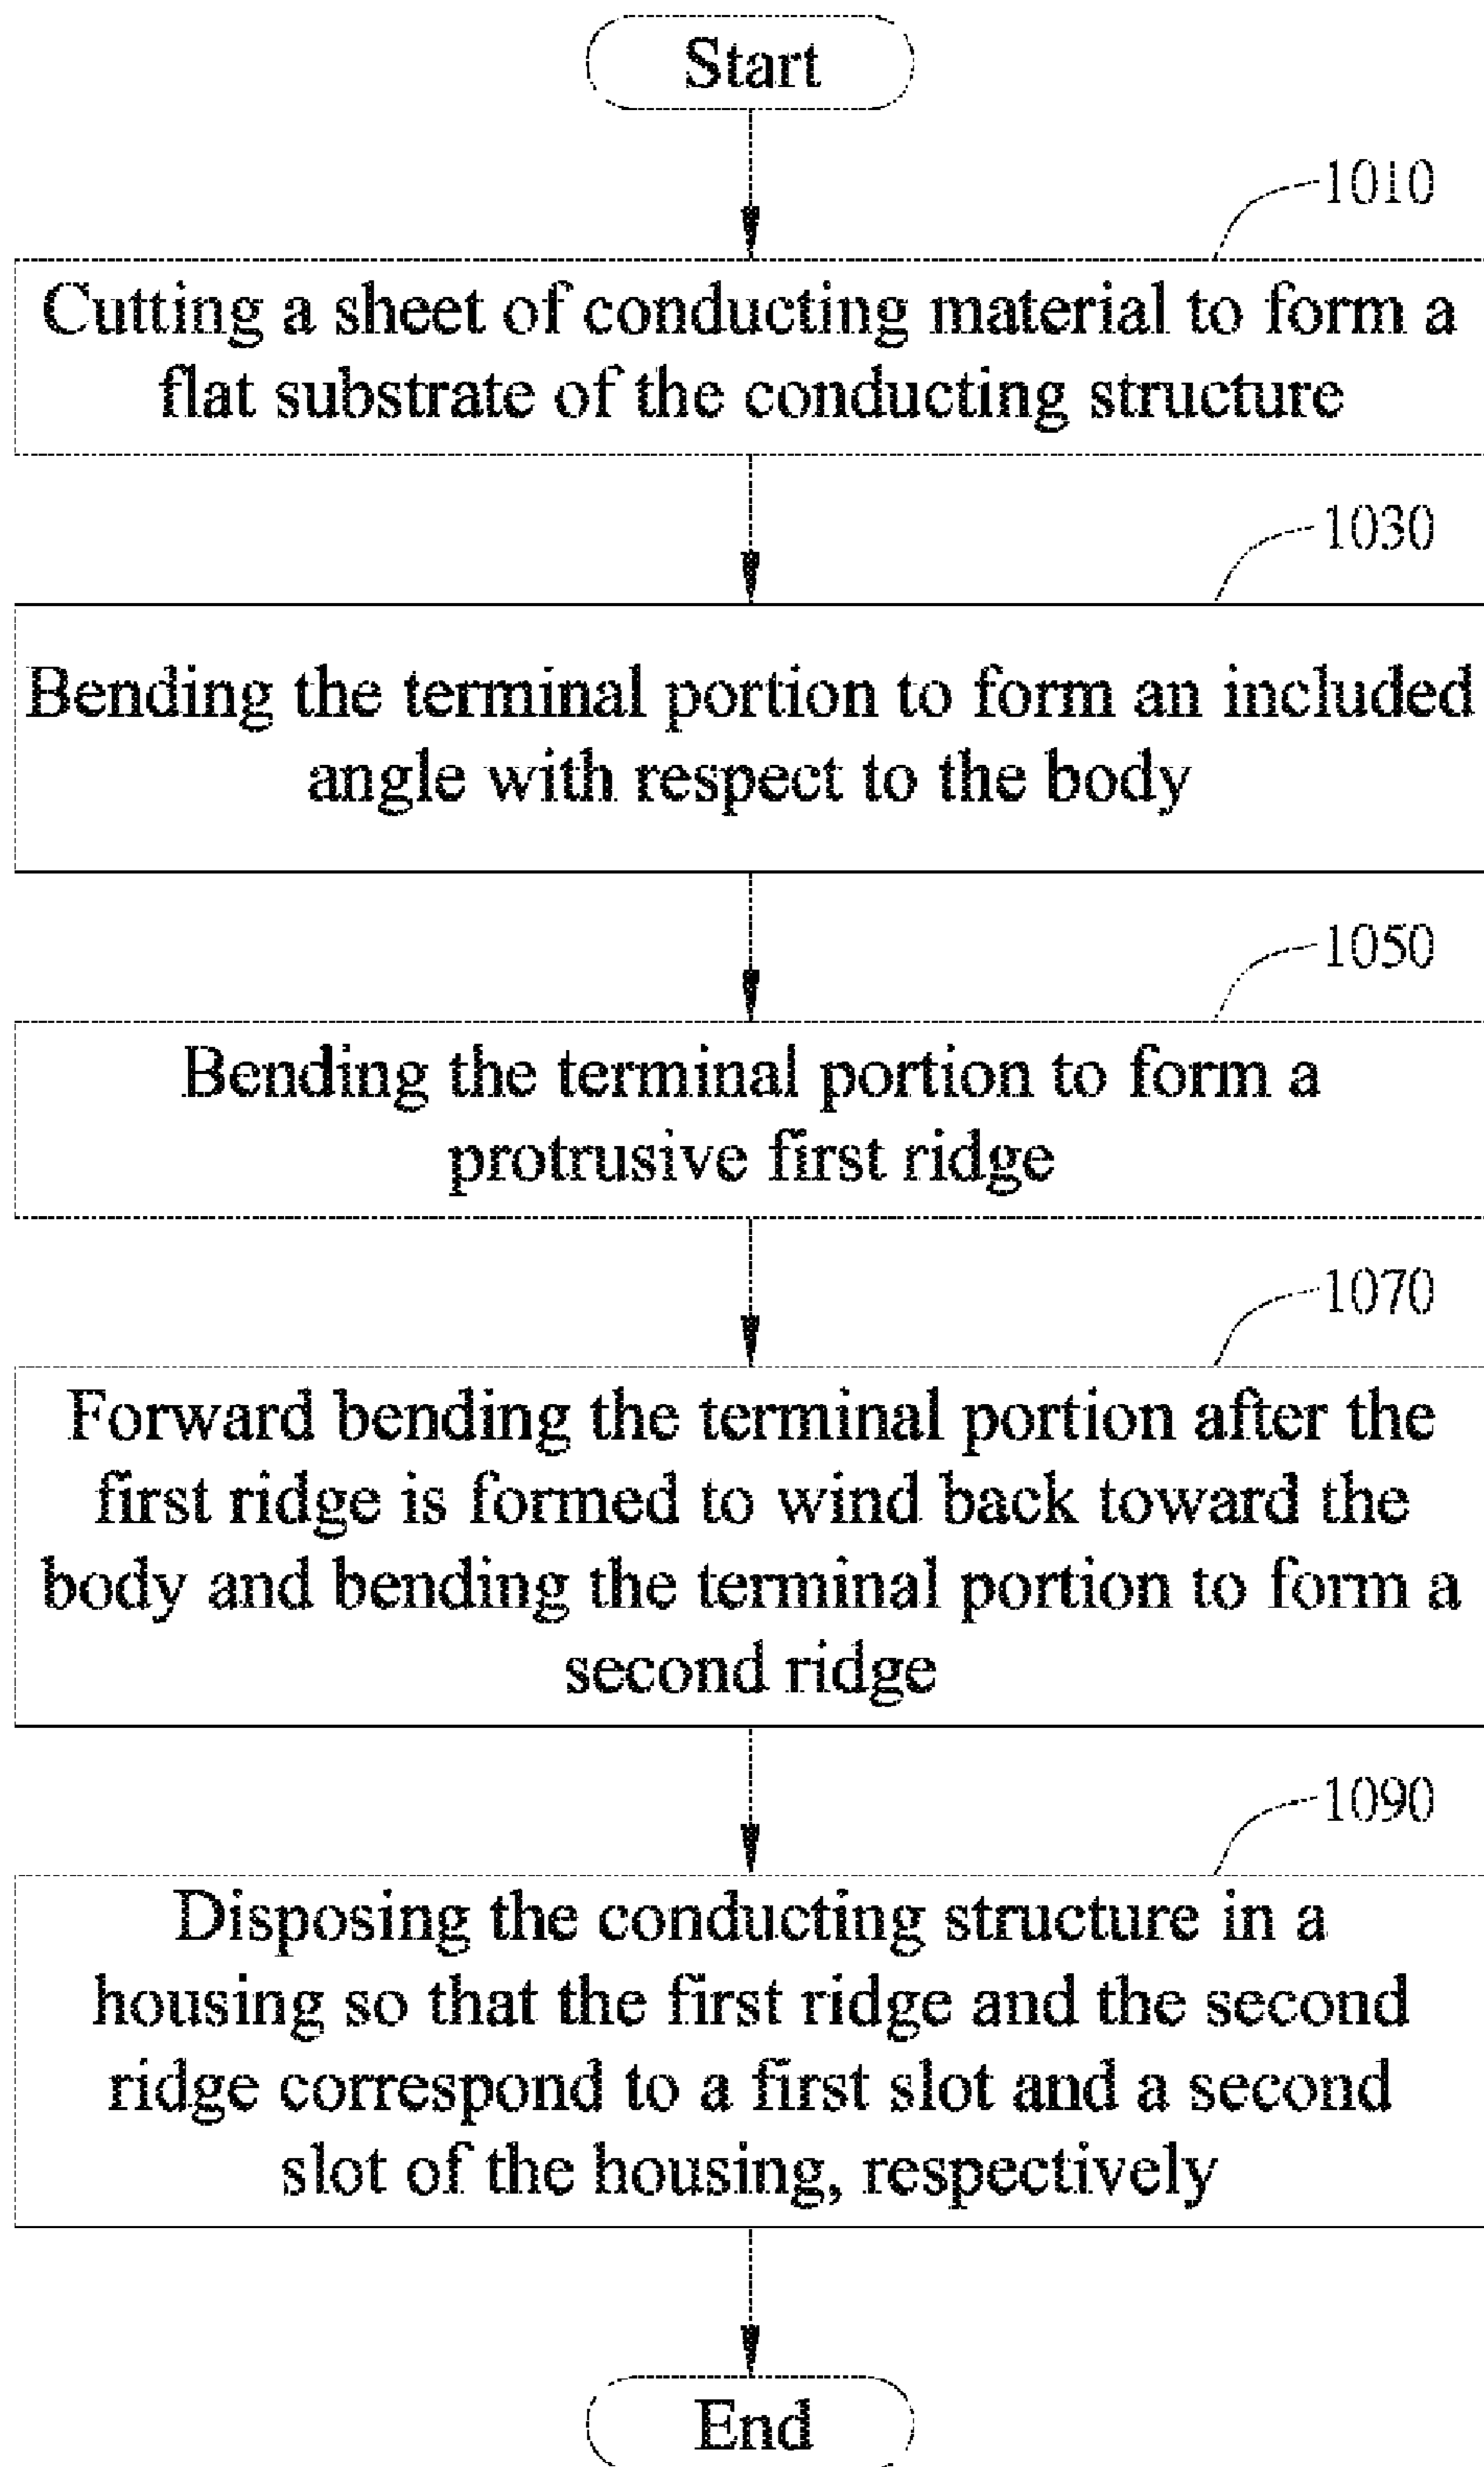 Start
1010
Cutting a sheet of conducting material to form a
flat substrate of the conducting structure
1030
Bending the terminal portion to form an included
angle with respect to the body
1050
Bending the terminal portion to form a
protrusive first ridge
1070
Forward bending the terminal portion after the
first ridge is formed to wind back toward the
body and bending the terminal portion to form a
second ridge
1090
Disposing the conducting structure in a
housing so that the first ridge and the second
ridge correspond to a first slot and a second
slot of the housing, respectively
End